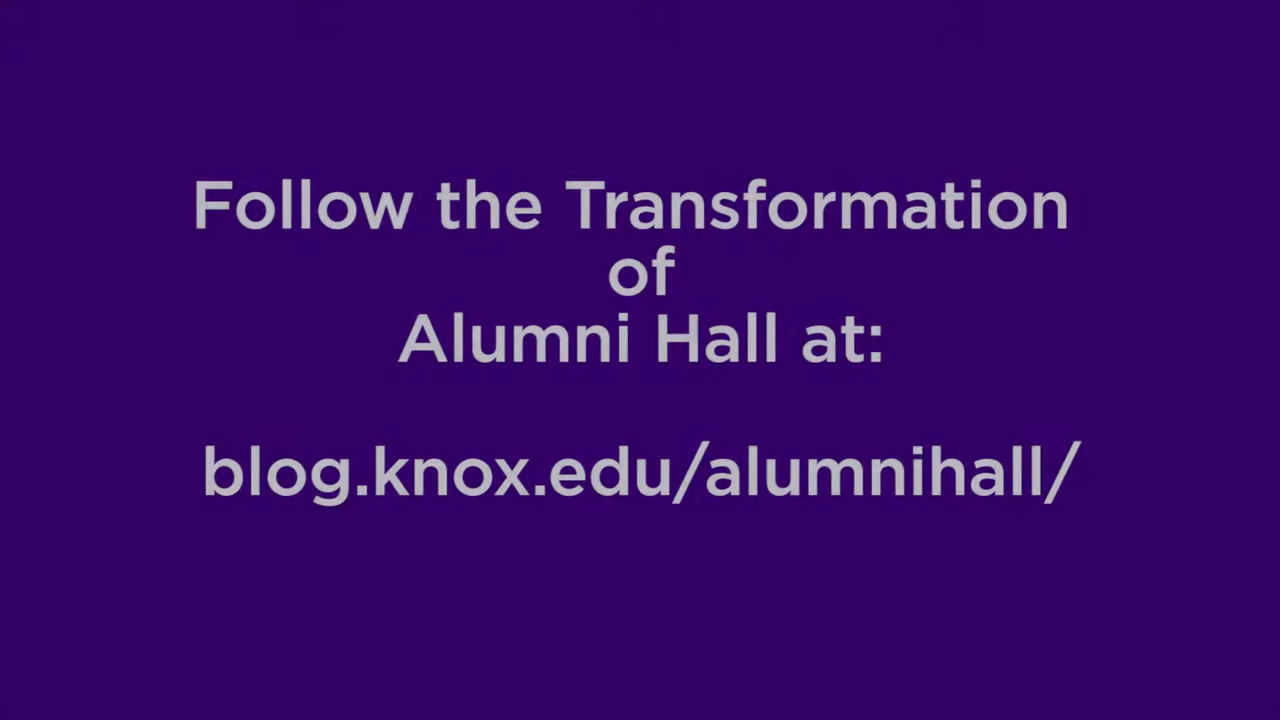 Follow the Transformation
of
Alumni Hall at:
blog.knox.edu/alumnihall/